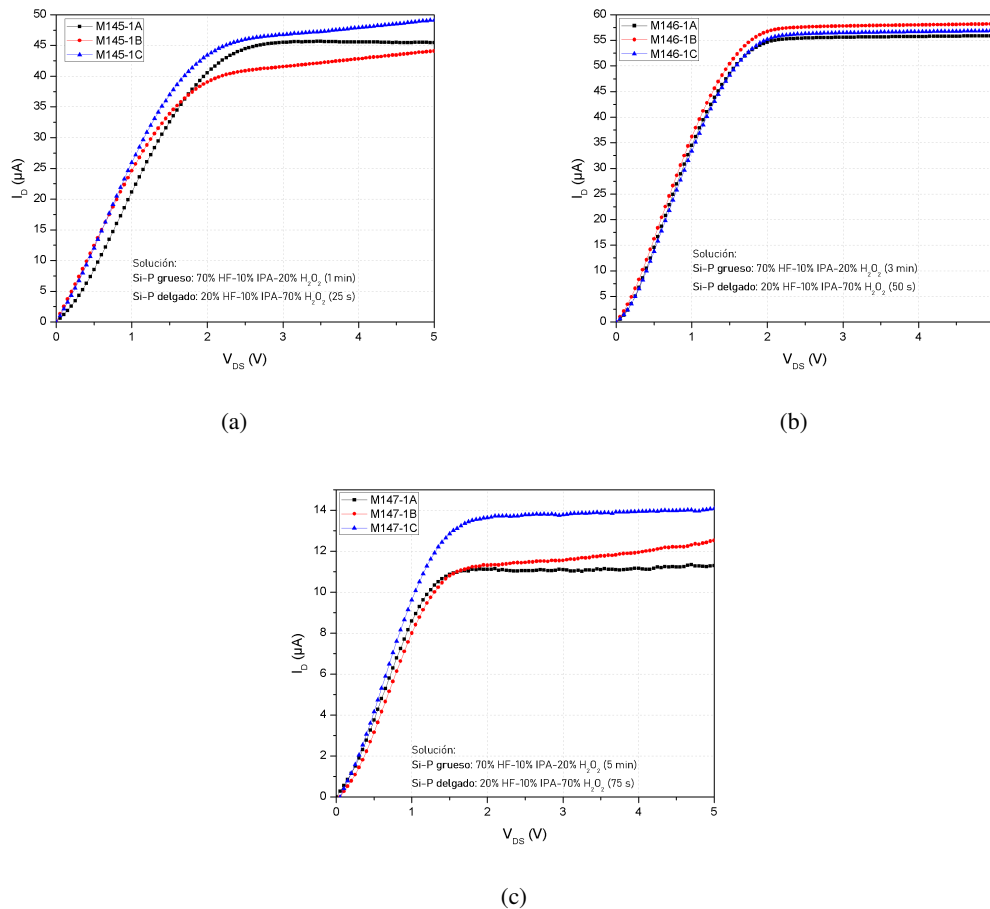 M145-1A
M145-1B
M145-1C
50
45
40
35
30
25
20
15
10
5
0
I_D (µA)
Solución:
Si-P grueso: 70% HF-10% IPA-20% H₂O₂ (1 min)
Si-P delgado: 20% HF-10% IPA-70% H₂O₂ (25 s)
0 1 2 3 4 5
V_DS (V)
(a)
M146-1A
M146-1B
M146-1C
60
55
50
45
40
35
30
25
20
15
10
5
0
I_D (µA)
Solución:
Si-P grueso: 70% HF-10% IPA-20% H₂O₂ (3 min)
Si-P delgado: 20% HF-10% IPA-70% H₂O₂ (50 s)
0 1 2 3 4
V_DS (V)
(b)
M147-1A
M147-1B
M147-1C
14
12
10
8
6
4
2
0
I_D (µA)
Solución:
Si-P grueso: 70% HF-10% IPA-20% H₂O₂ (5 min)
Si-P delgado: 20% HF-10% IPA-70% H₂O₂ (75 s)
0 1 2 3 4 5
V_DS (V)
(c)